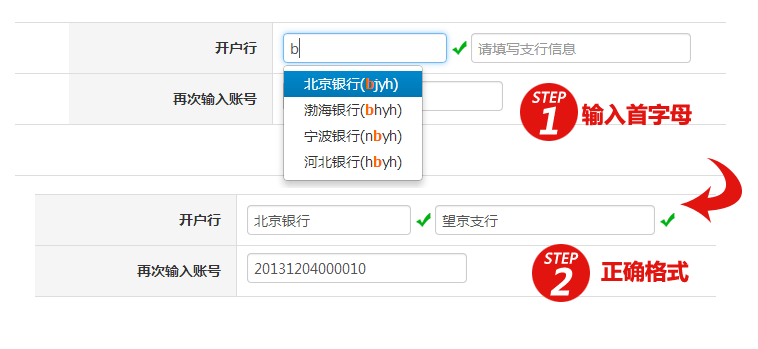 开户行 b 请填写支行信息
北京银行(bjyh)
再次输入账号
渤海银行(bhyh)
宁波银行(nbyh)
河北银行(hbyh)
STEP 1 输入首字母
开户行 北京银行 望京支行
再次输入账号 20131204000010
STEP 2 正确格式